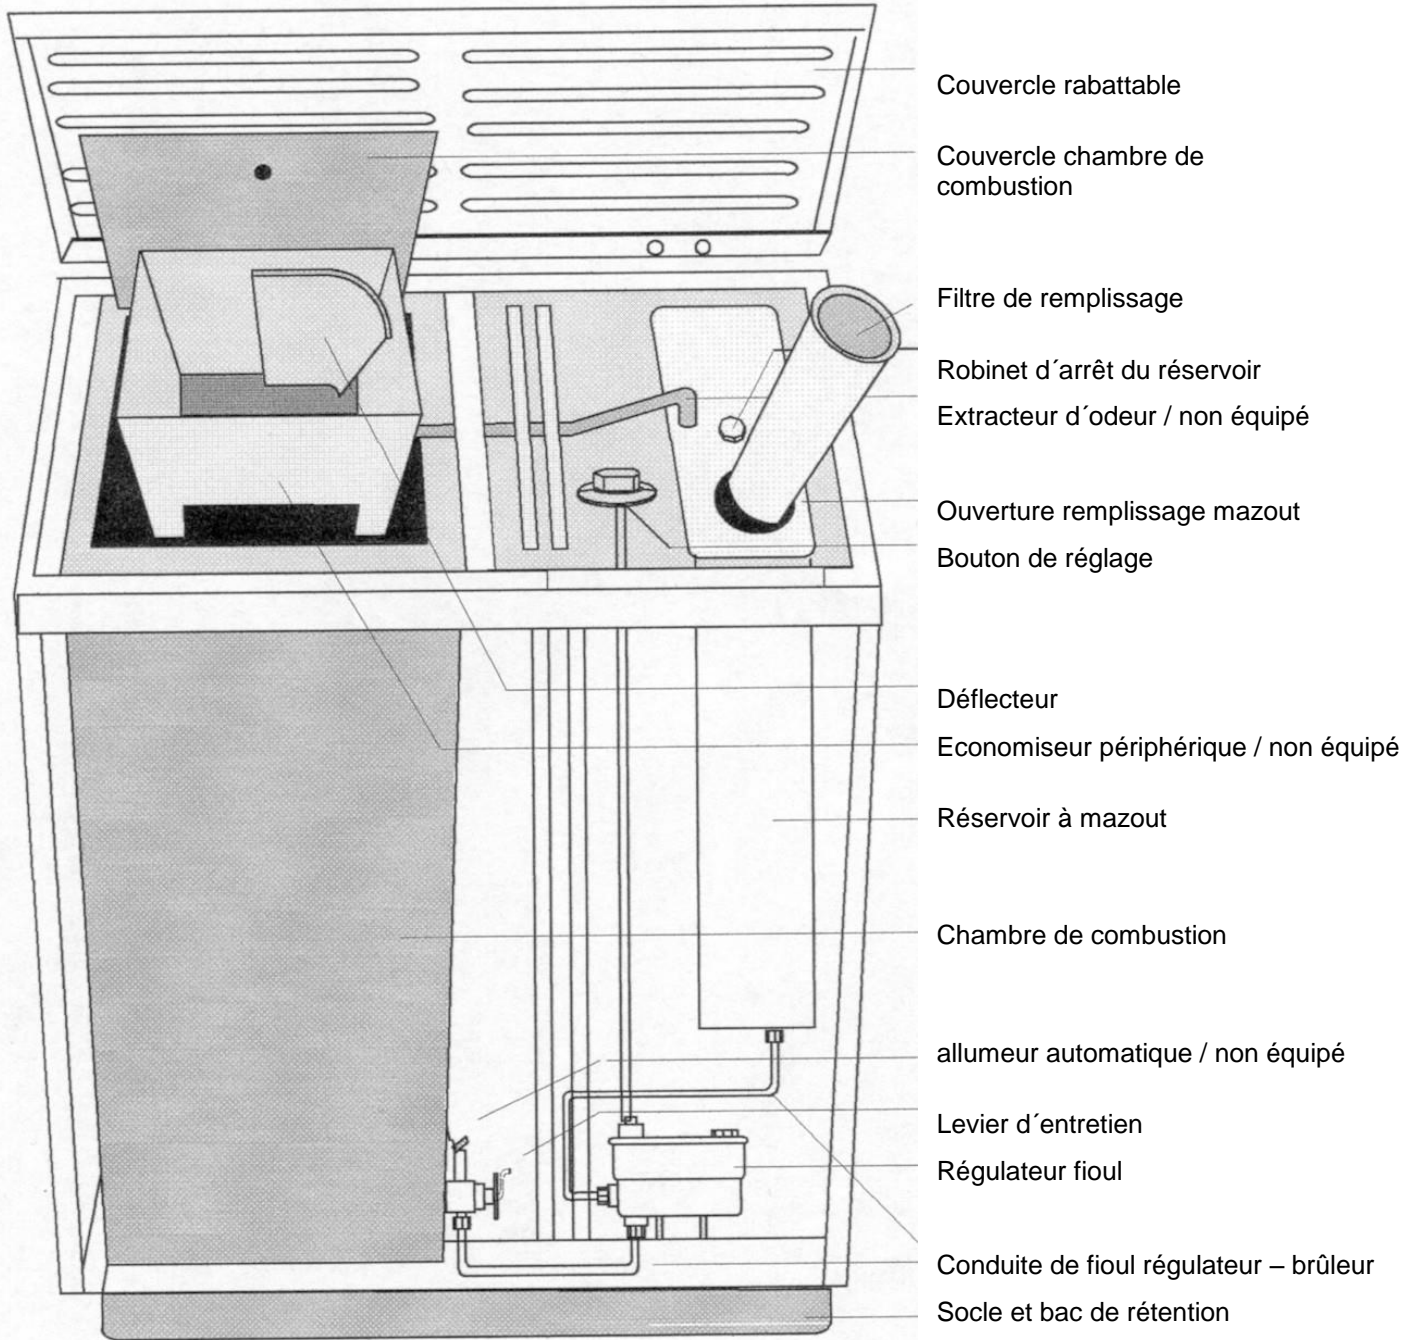 Couvercle rabattable
Couvercle chambre de
combustion
Filtre de remplissage
Robinet d´arrêt du réservoir
Extracteur d´odeur / non équipé
Ouverture remplissage mazout
Bouton de réglage
Déflecteur
Economiseur périphérique / non équipé
Réservoir à mazout
Chambre de combustion
allumeur automatique / non équipé
Levier d´entretien
Régulateur fioul
Conduite de fioul régulateur – brûleur
Socle et bac de rétention